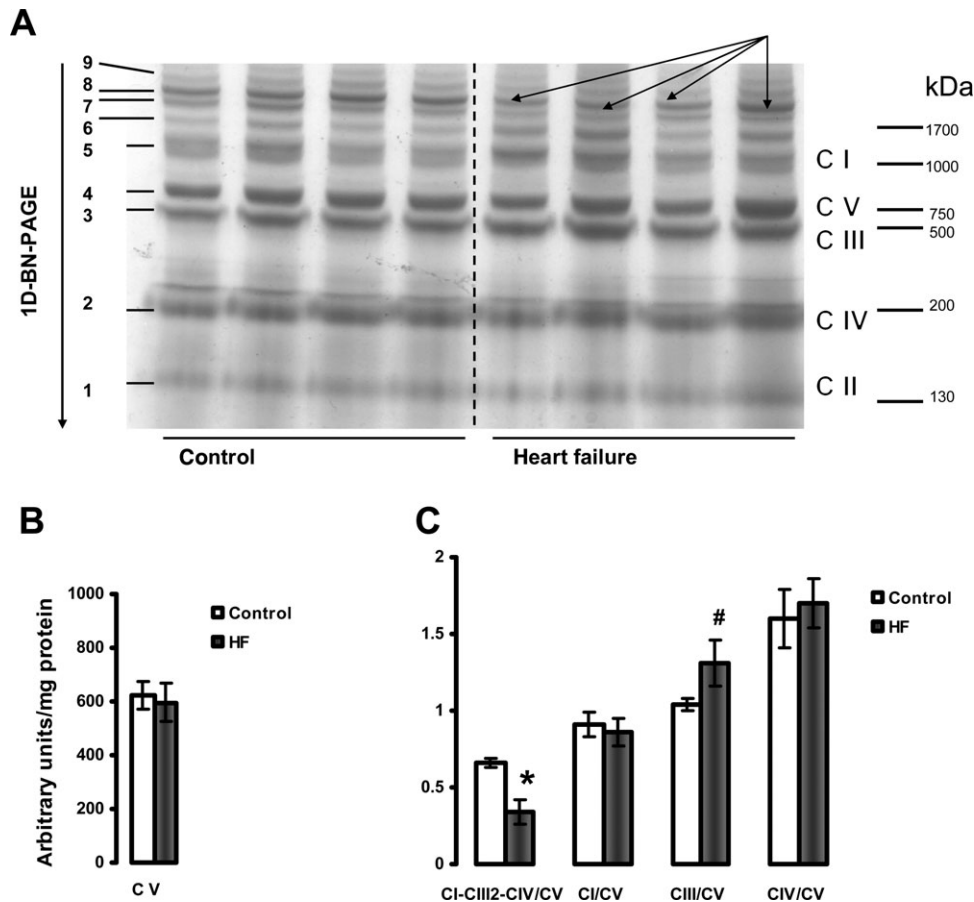 A
1D-BN-PAGE
9
8
7
6
5
4
3
2
1
kDa
1700
C I
1000
C V
750
C III
500
C IV
200
C II
130
Control
Heart failure
B
Arbitrary units/mg protein
1000
800
600
400
200
0
C V
Control
HF
C
2
1.5
1
0.5
0
*
#
CI-CIII2-CIV/CV
CI/CV
CIII/CV
CIV/CV
Control
HF